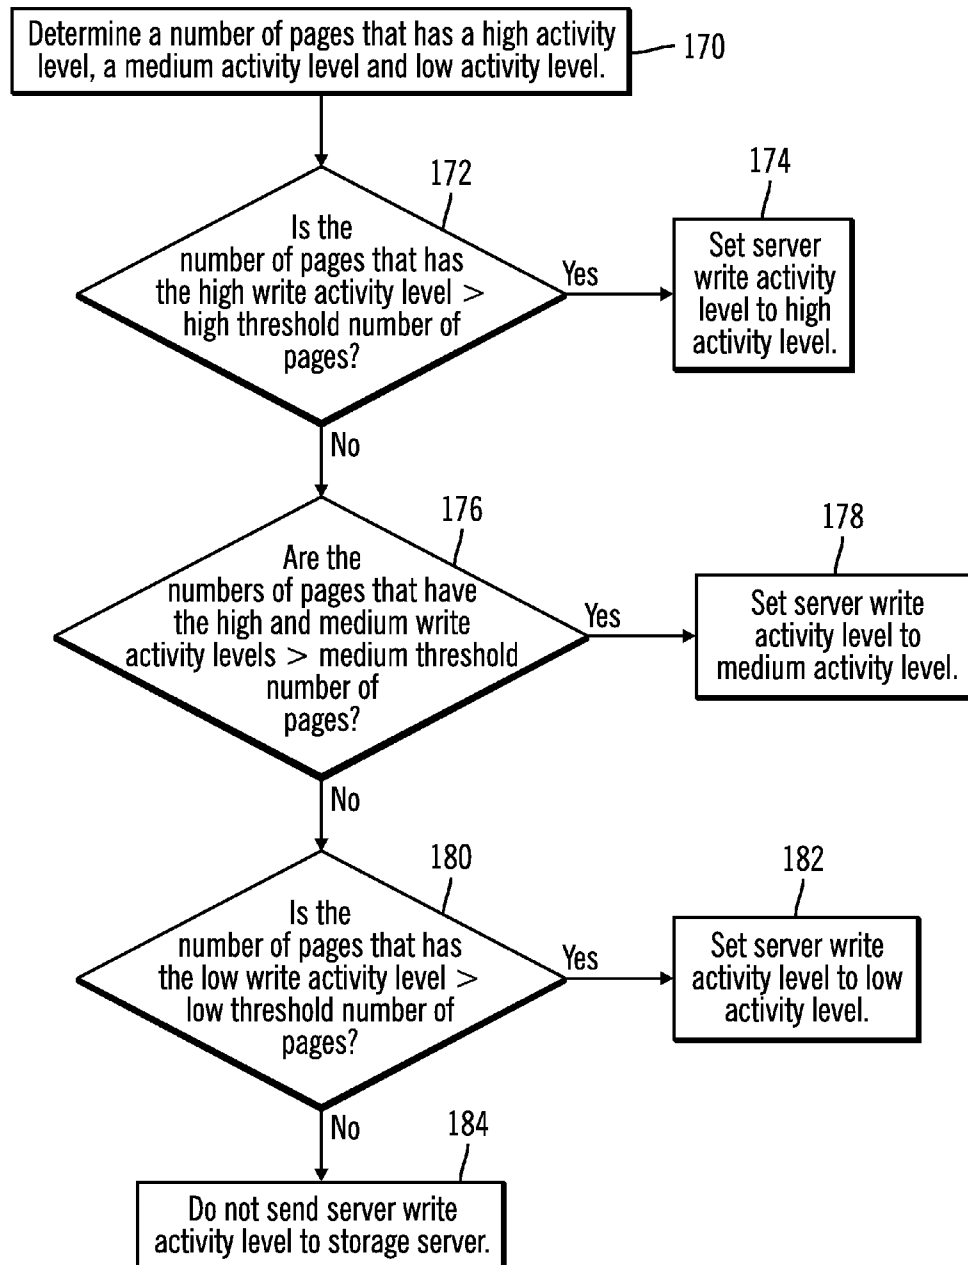 Determine a number of pages that has a high activity
level, a medium activity level and low activity level.
170
172
Is the
number of pages that has
the high write activity level >
high threshold number of
pages?
Yes
174
Set server
write activity
level to high
activity level.
No
176
Are the
numbers of pages that have
the high and medium write
activity levels > medium threshold
number of
pages?
Yes
178
Set server write
activity level to
medium activity level.
No
180
Is the
number of pages that has
the low write activity level >
low threshold number of
pages?
Yes
182
Set server write
activity level to low
activity level.
No
184
Do not send server write
activity level to storage server.